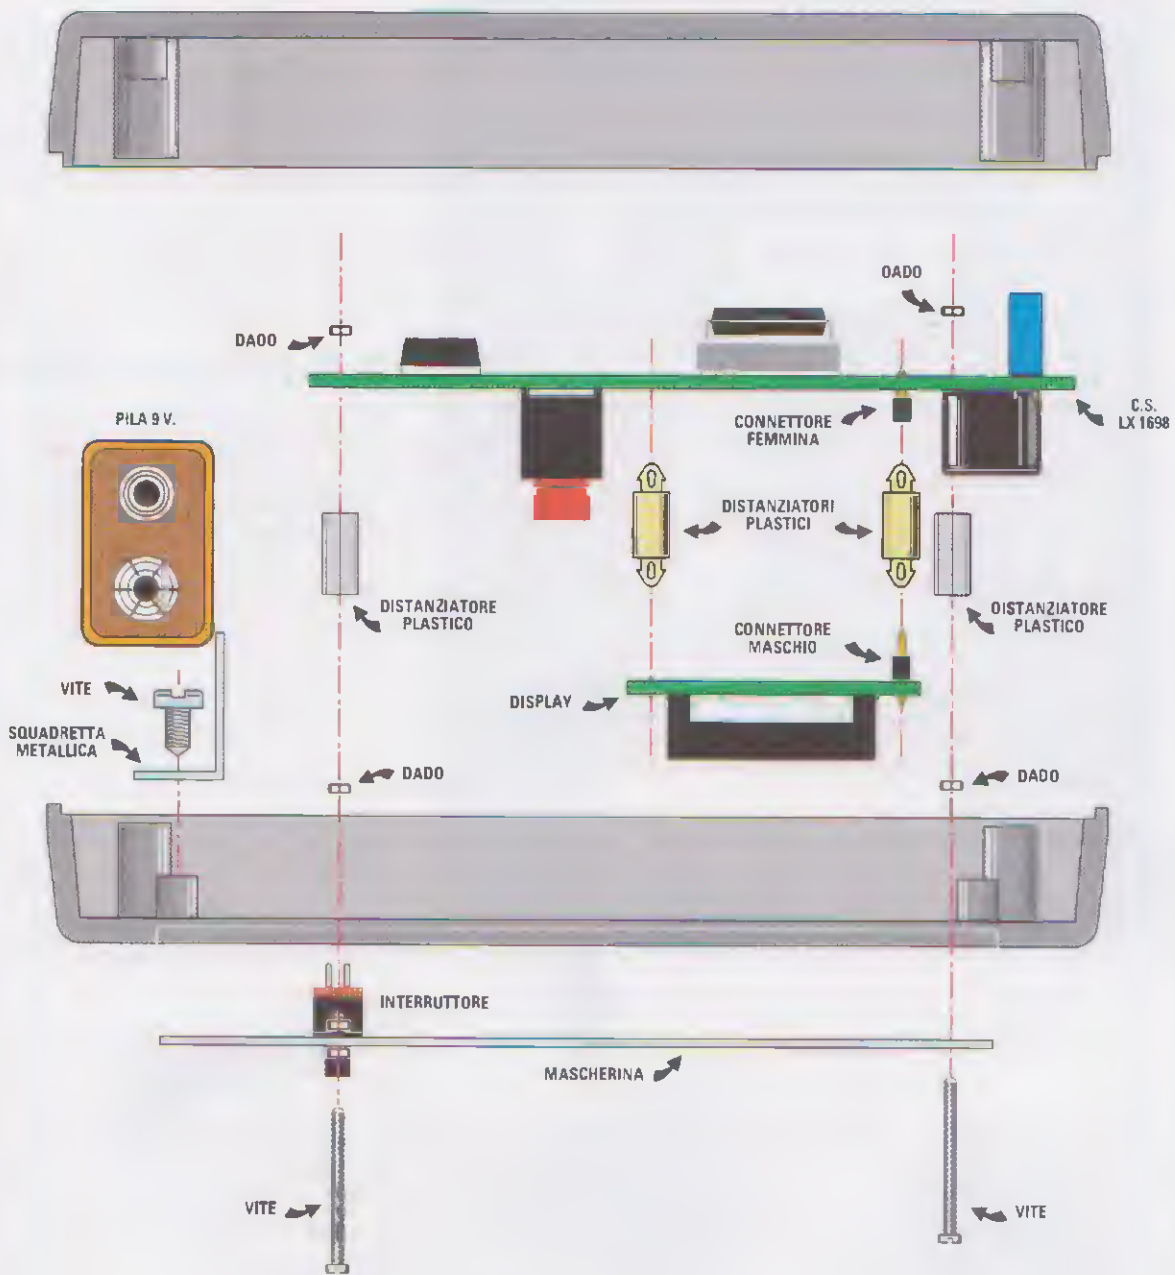 OADO
DAOO
C.S.
LX 1698
PILA 9 V.
CONNETTORE
FEMMINA
DISTANZIATORI
PLASTICI
DISTANZIATORE
PLASTICO
OISTANZIATORE
PLASTICO
CONNETTORE
MASCHIO
VITE
DISPLAY
SQUADRETTA
METALLICA
DADO
DADO
INTERRUTTORE
MASCHERINA
VITE
VITE